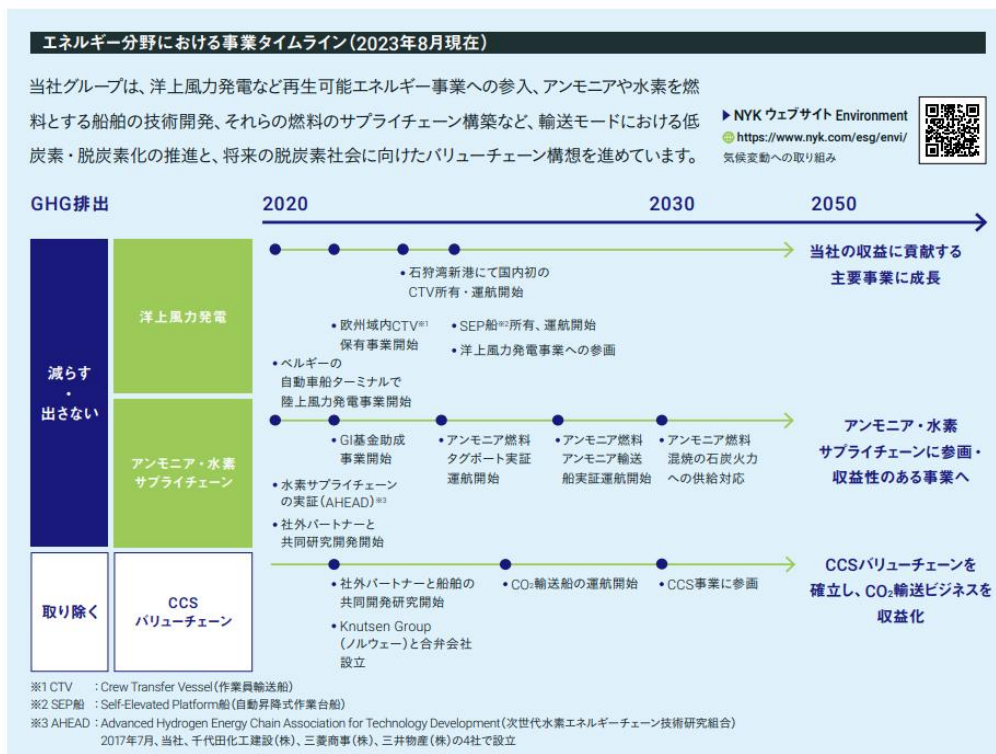 エネルギー分野における事業タイムライン(2023年8月現在)
当社グループは、洋上風力発電など再生可能エネルギー事業への参入、アンモニアや水素を燃
料とする船舶の技術開発、それらの燃料のサプライチェーン構築など、輸送モードにおける低
炭素・脱炭素化の推進と、将来の脱炭素社会に向けたバリューチェーン構想を進めています。
NYK ウェブサイト Environment
https://www.nyk.com/esg/envi/
気候変動への取り組み
GHG排出
2020
2030
2050
減らす
・
出さない
洋上風力発電
• 石狩湾新港にて国内初の
CTV所有・運航開始
• 欧州域内CTV※1
保有事業開始
• SEP船※2所有、運航開始
• 洋上風力発電事業への参画
• ベルギーの
自動車船ターミナルで
陸上風力発電事業開始
当社の収益に貢献する
主要事業に成長
アンモニア・水素
サプライチェーン
• GI基金助成
事業開始
• アンモニア燃料
タグボート実証
運航開始
• アンモニア燃料
アンモニア輸送
船実証運航開始
• アンモニア燃料
混焼の石炭火力
への供給対応
• 水素サプライチェーン
の実証(AHEAD)※3
• 社外パートナーと
共同研究開発開始
アンモニア・水素
サプライチェーンに参画・
収益性のある事業へ
取り除く
CCS
バリューチェーン
• 社外パートナーと船舶の
共同開発研究開始
• Knutsen Group
(ノルウェー)と合弁会社
設立
• CO₂輸送船の運航開始
• CCS事業に参画
CCSバリューチェーンを
確立し、CO₂輸送ビジネスを
収益化
※1 CTV : Crew Transfer Vessel(作業員輸送船)
※2 SEP船 : Self-Elevated Platform船(自動昇降式作業台船)
※3 AHEAD : Advanced Hydrogen Energy Chain Association for Technology Development(次世代水素エネルギーチェーン技術研究組合)
2017年7月、当社、千代田化工建設(株)、三菱商事(株)、三井物産(株)の4社で設立